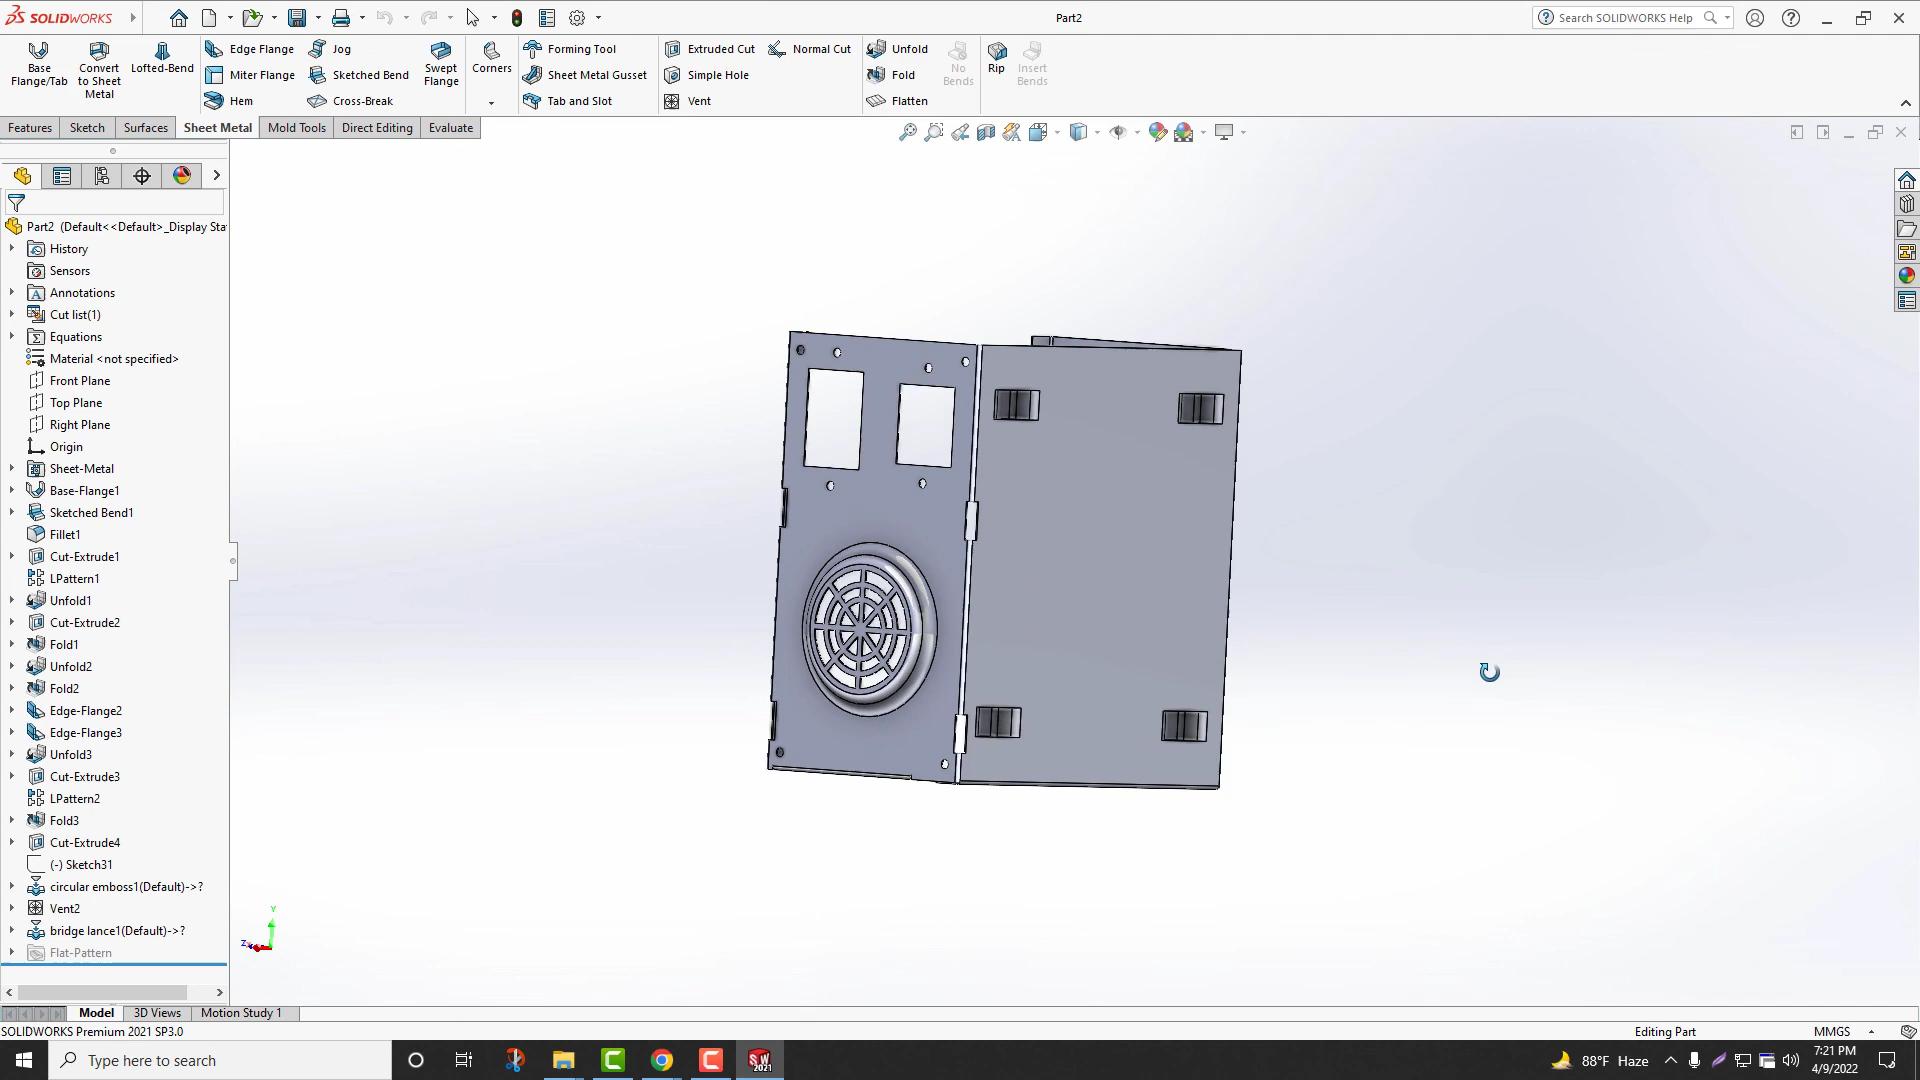 SOLIDWORKS
Part2
Search SOLIDWORKS Help
Base Flange/Tab
Convert to Sheet Metal
Lofted-Bend
Edge Flange
Miter Flange
Hem
Jog
Sketched Bend
Cross-Break
Swept Flange
Corners
Forming Tool
Sheet Metal Gusset
Tab and Slot
Extruded Cut
Simple Hole
Vent
Normal Cut
Unfold
Fold
Flatten
No Bends
Rip
Insert Bends
Features
Sketch
Surfaces
Sheet Metal
Mold Tools
Direct Editing
Evaluate
Part2 (Default<<Default>_Display Sta
History
Sensors
Annotations
Cut list(1)
Equations
Material <not specified>
Front Plane
Top Plane
Right Plane
Origin
Sheet-Metal
Base-Flange1
Sketched Bend1
Fillet1
Cut-Extrude1
LPattern1
Unfold1
Cut-Extrude2
Fold1
Unfold2
Fold2
Edge-Flange2
Edge-Flange3
Unfold3
Cut-Extrude3
LPattern2
Fold3
Cut-Extrude4
(-) Sketch31
circular emboss1(Default)->?
Vent2
bridge lance1(Default)->?
Flat-Pattern
Y
Z
Model
3D Views
Motion Study 1
SOLIDWORKS Premium 2021 SP3.0
Editing Part
MMGS
Type here to search
SW 2021
88°F Haze
7:21 PM
4/9/2022